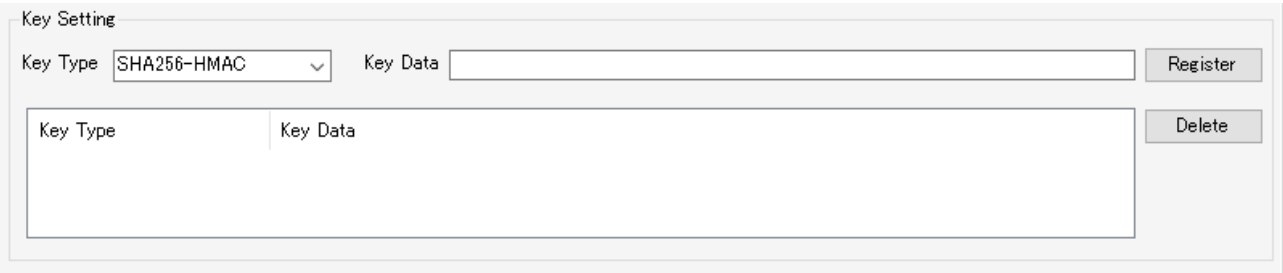 Key Setting
Key Type SHA256-HMAC Key Data Register
Key Type Key Data Delete